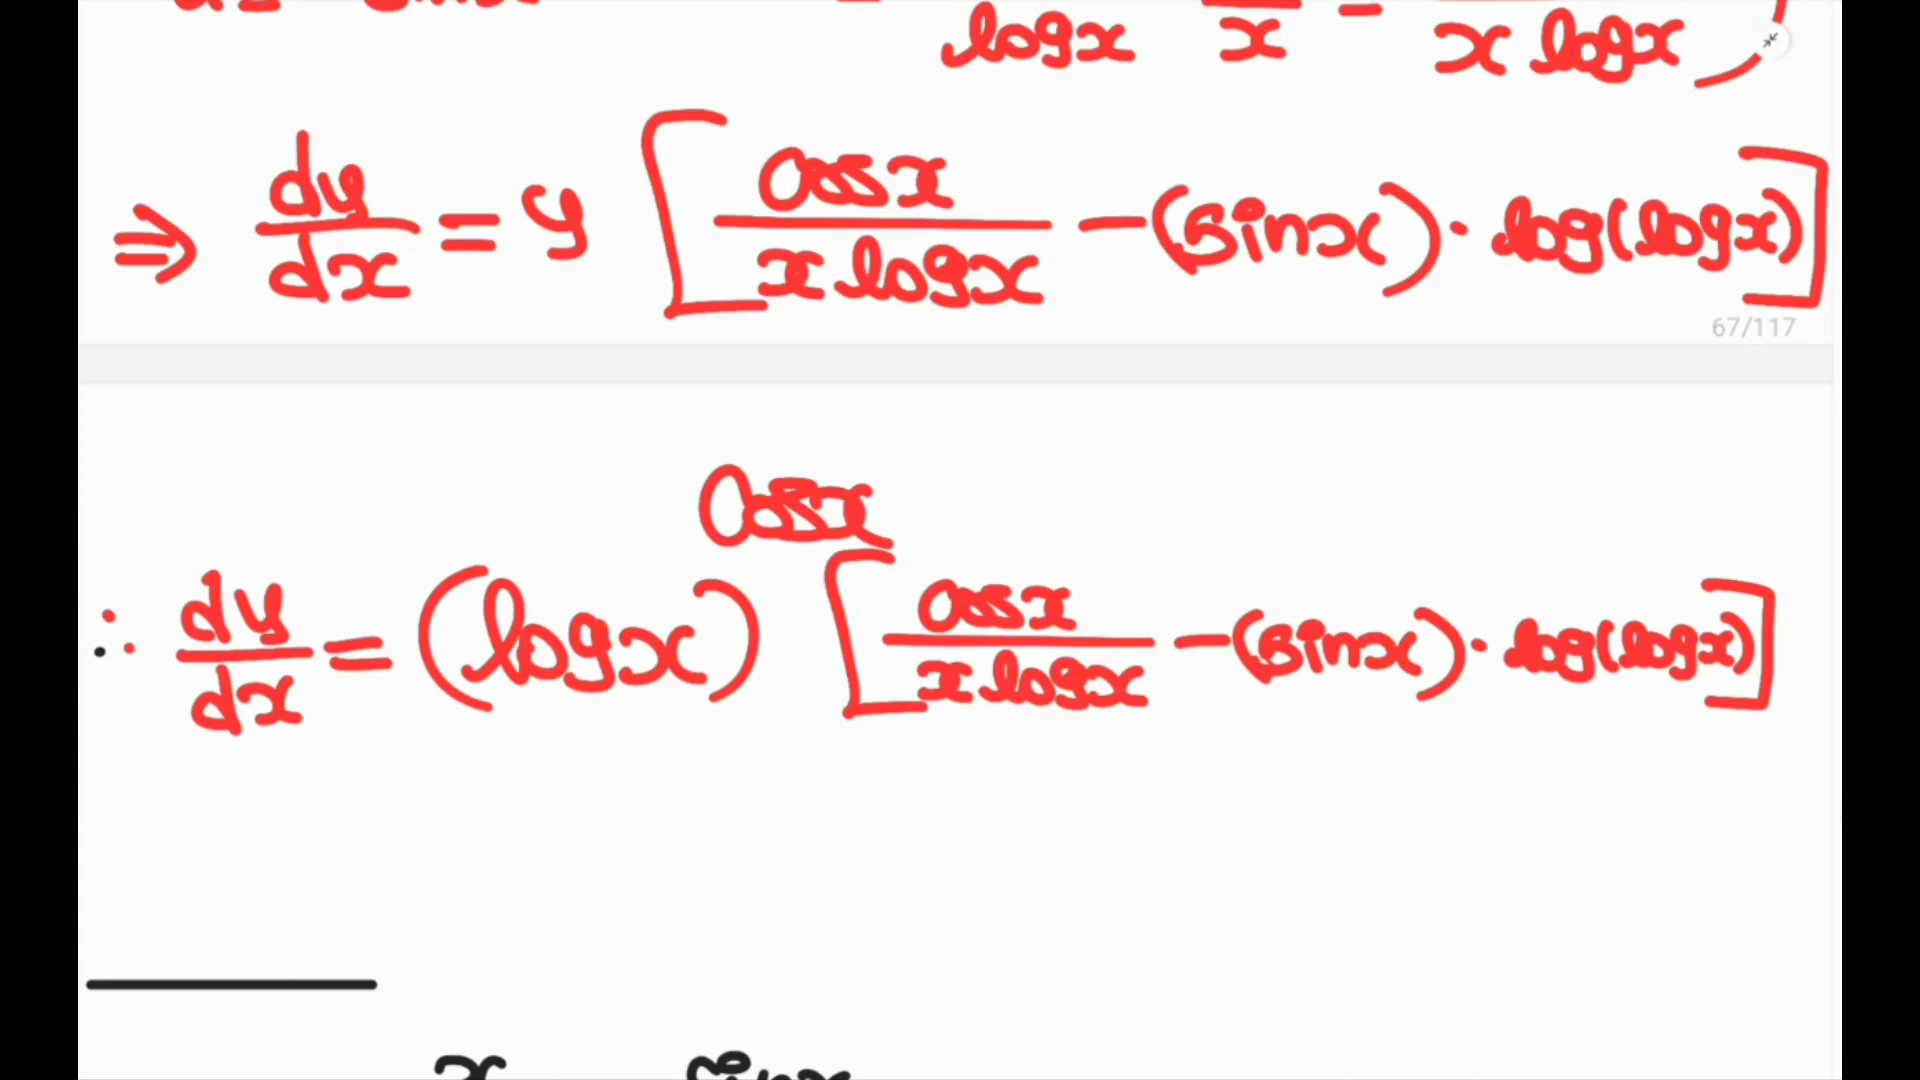 log x   x − x log x )
⇒ dy/dx = y [ cos x / x log x − (sin x) · log(log x) ]
67/117
∴ dy/dx = (log x)^cos x [ cos x / x log x − (sin x) · log(log x) ]
x sin x